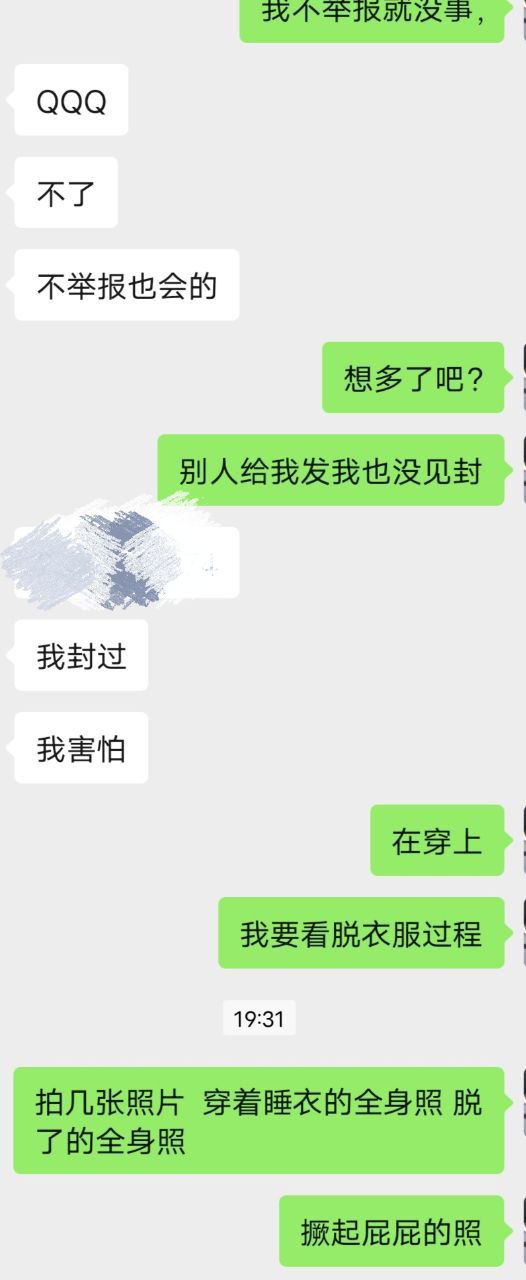 我不举报就没事,
QQQ
不了
不举报也会的
想多了吧?
别人给我发我也没见封
我封过
我害怕
在穿上
我要看脱衣服过程
19:31
拍几张照片 穿着睡衣的全身照 脱
了的全身照
撅起屁屁的照